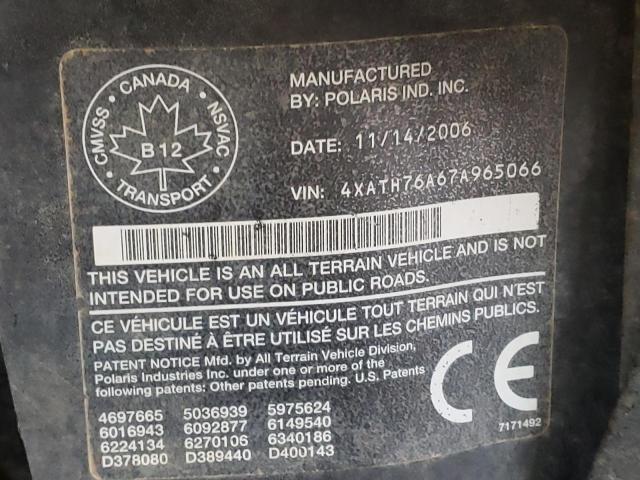 CANADA
CMVSS
NSVAC
B 12
TRANSPORT
MANUFACTURED
BY: POLARIS IND. INC.
DATE: 11/14/2006
VIN: 4XATH76A67A965066
THIS VEHICLE IS AN ALL TERRAIN VEHICLE AND IS NOT
INTENDED FOR USE ON PUBLIC ROADS.
CE VÉHICULE EST UN VÉHICULE TOUT TERRAIN QUI N'EST
PAS DESTINÉ À ÊTRE UTILISÉ SUR LES CHEMINS PUBLICS.
PATENT NOTICE Mfd. by All Terrain Vehicle Division,
Polaris Industries Inc. under one or more of the
following patents: Other patents pending. U.S. Patents
4697665 5036939 5975624
6016943 6092877 6149540
6224134 6270106 6340186
D378080 D389440 D400143
CE
7171492